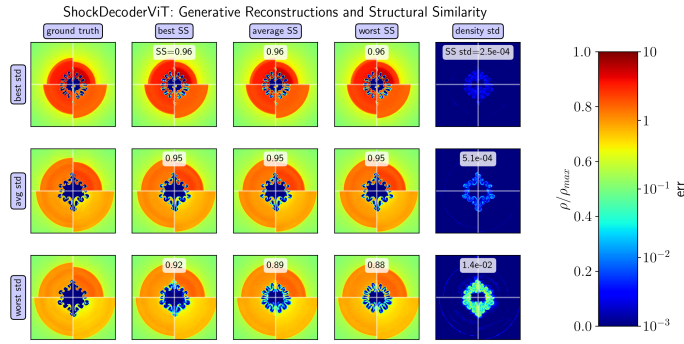 ShockDecoderViT: Generative Reconstructions and Structural Similarity
ground truth best SS average SS worst SS density std
best std SS=0.96 0.96 0.96 SS std=2.5e-04
avg std 0.95 0.95 0.95 5.1e-04
worst std 0.92 0.89 0.88 1.4e-02
1.0 10
0.8 1
0.6
0.4 10⁻¹
0.2 10⁻²
0.0 10⁻³
ρ/ρmax
err